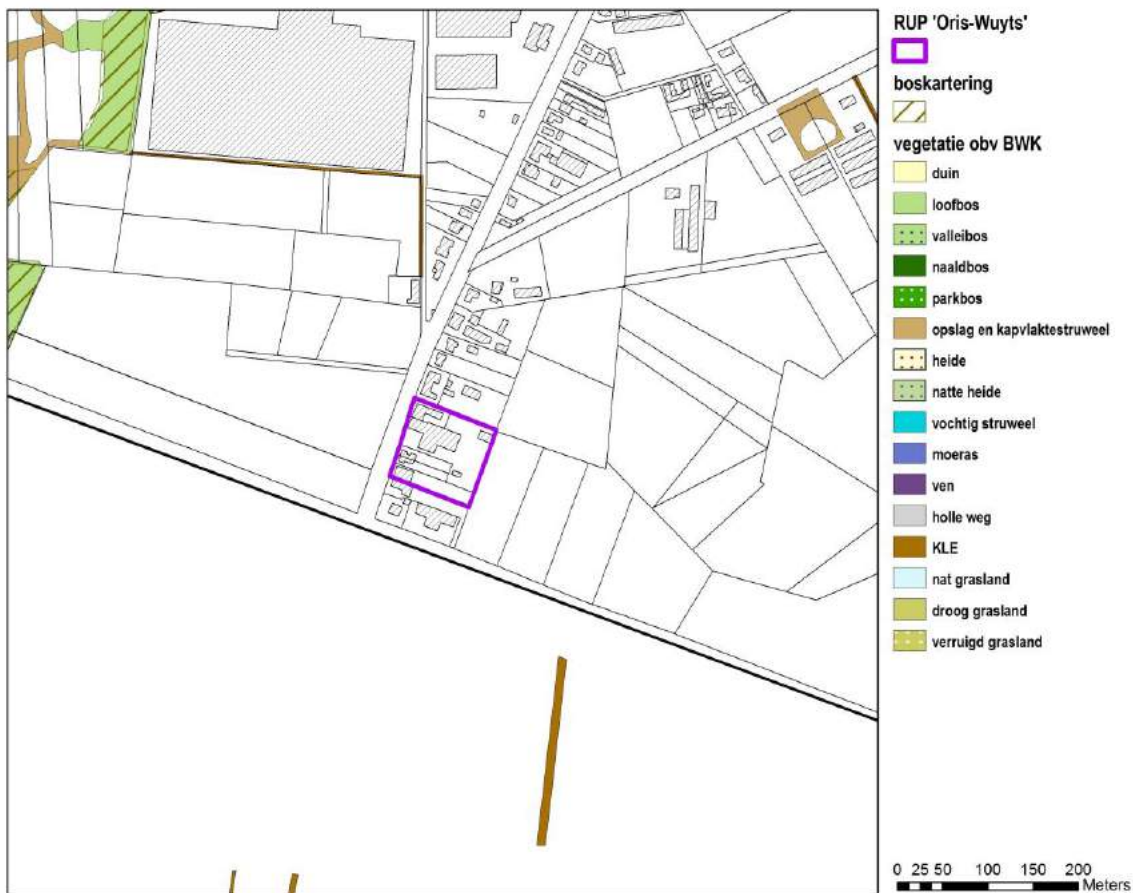 RUP 'Oris-Wuyts'
boskartering
vegetatie obv BWK
duin
loofbos
valleibos
naaldbos
parkbos
opslag en kapvlaktestruweel
heide
natte heide
vochtig struweel
moeras
ven
holle weg
KLE
nat grasland
droog grasland
verruigd grasland
0 25 50 100 150 200
Meters